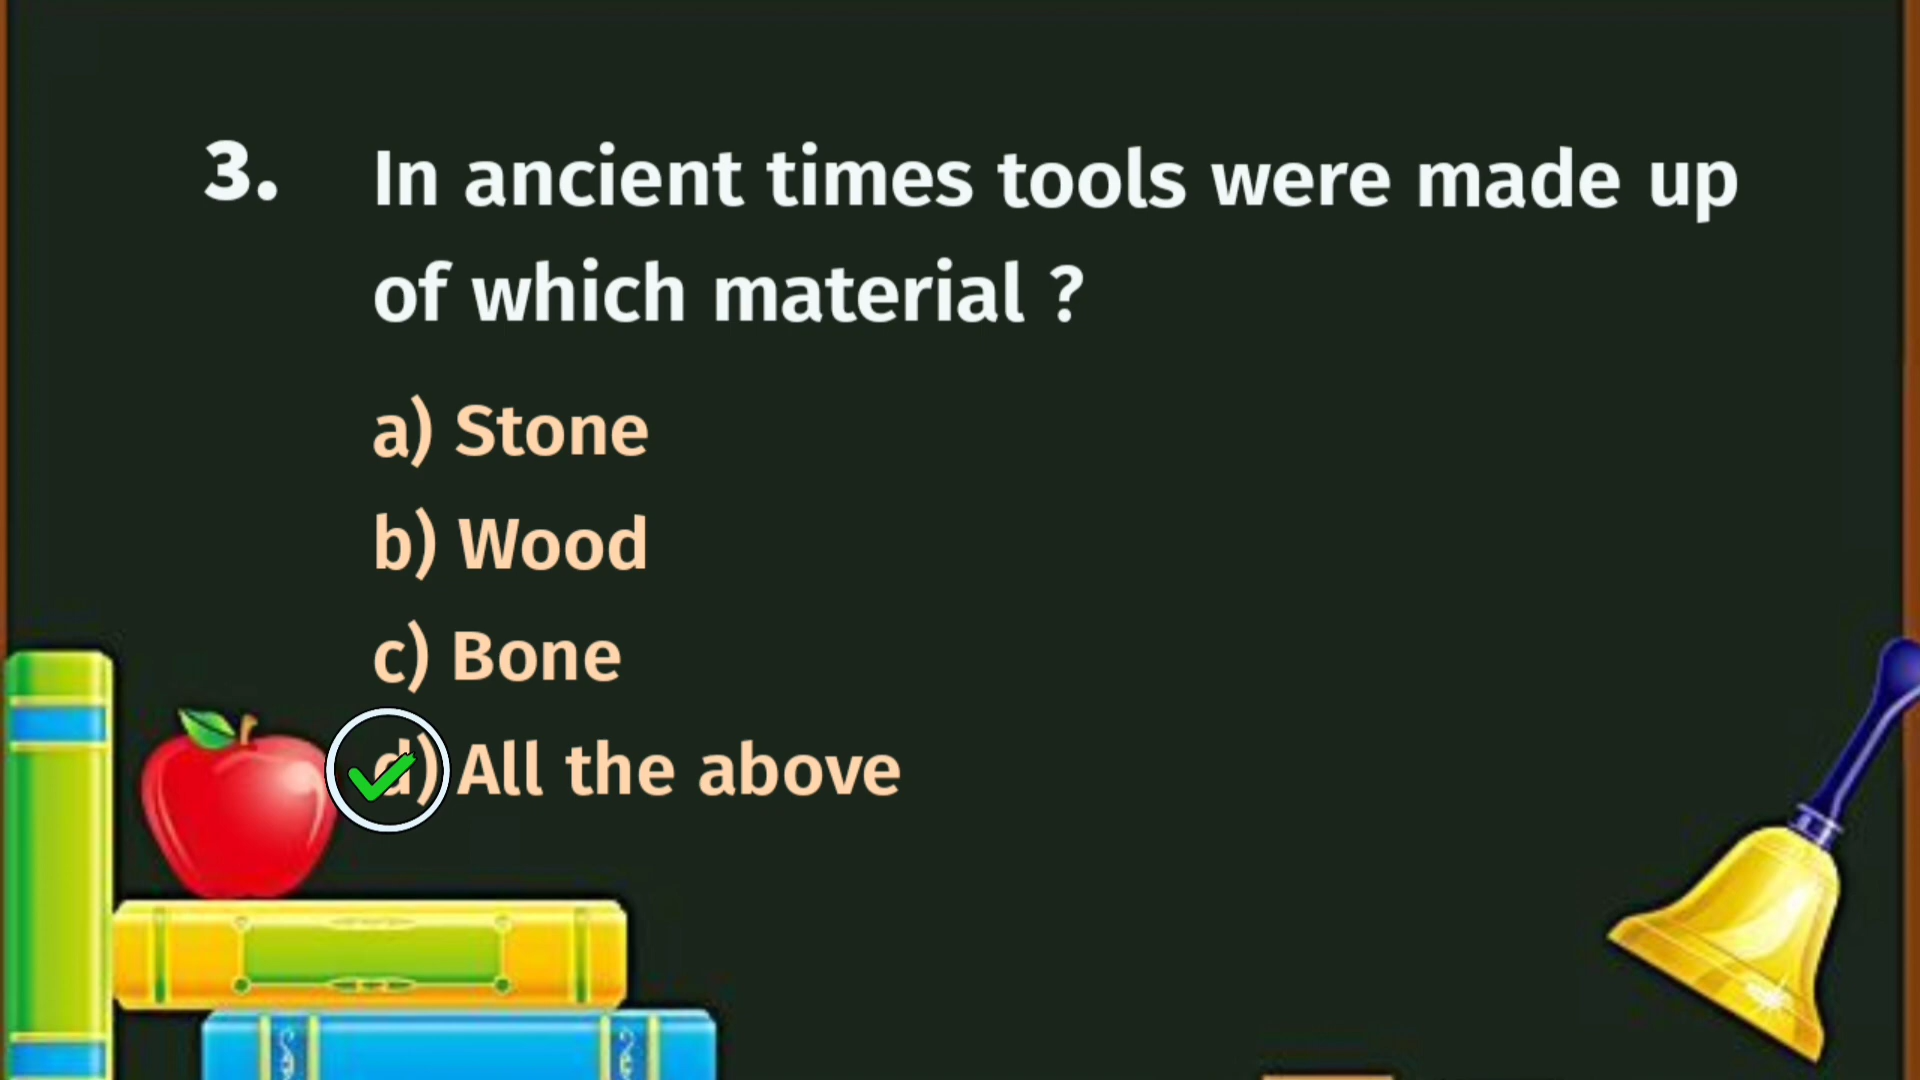 3. In ancient times tools were made up
of which material ?
a) Stone
b) Wood
c) Bone
d) All the above